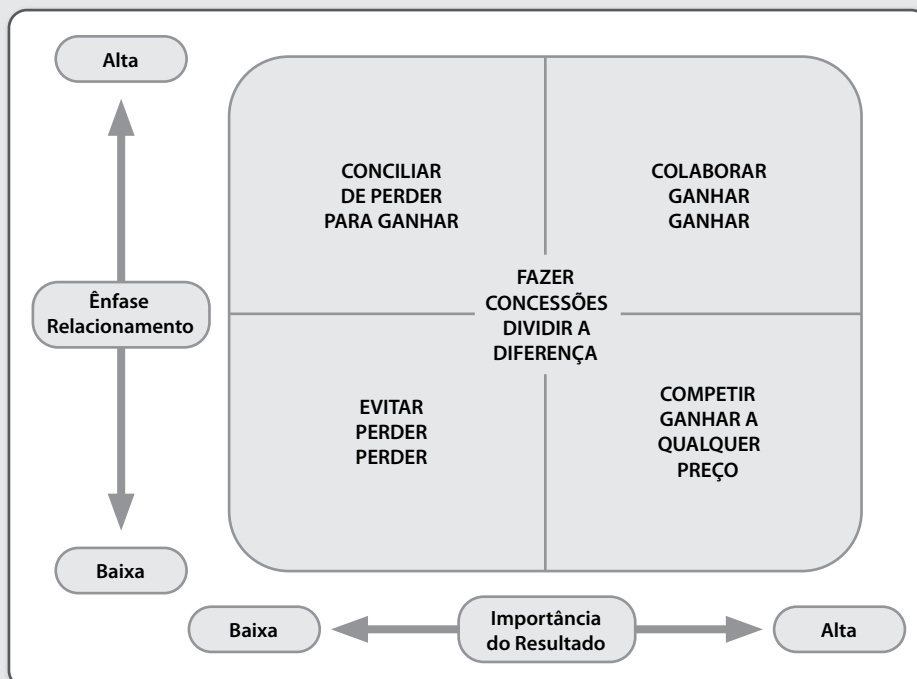 Alta
CONCILIAR
DE PERDER
PARA GANHAR
COLABORAR
GANHAR
GANHAR
Ênfase
Relacionamento
FAZER
CONCESSÕES
DIVIDIR A
DIFERENÇA
EVITAR
PERDER
PERDER
COMPETIR
GANHAR A
QUALQUER
PREÇO
Baixa
Baixa
Importância
do Resultado
Alta